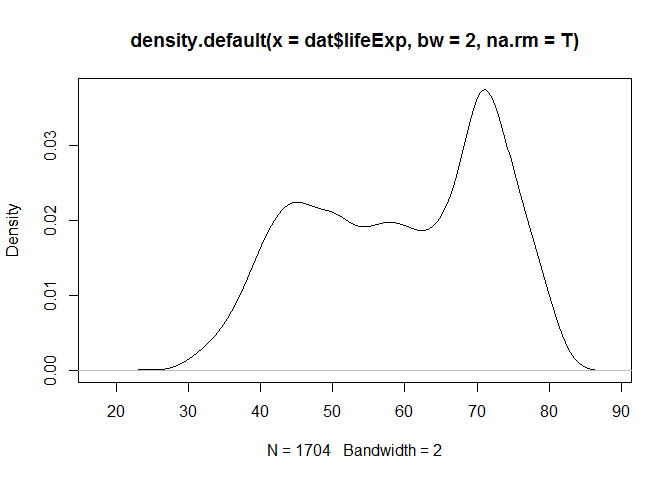 density.default(x = dat$lifeExp, bw = 2, na.rm = T)
Density
0.03
0.02
0.01
0.00
20 30 40 50 60 70 80 90
N = 1704 Bandwidth = 2